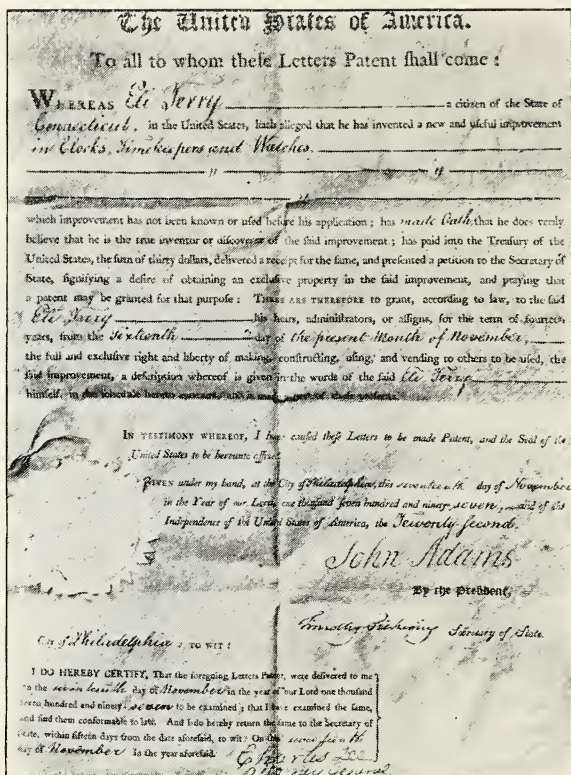 The United States of America.
To all to whom theſe Letters Patent ſhall come :
WHEREAS Eli Terry a citizen of the State of
Connecticut, in the United States, hath alleged that he has invented a new and uſeful improvement
in Clocks, Timekeepers and Watches.
" "
"
which improvement has not been known or uſed before his application ; has made Oath, that he does verily
believe that he is the true inventor or diſcoverer of the ſaid improvement ; has paid into the Treaſury of the
United States, the ſum of thirty dollars, delivered a receipt for the ſame, and preſented a petition to the Secretary of
State, ſignifying a deſire of obtaining an excluſive property in the ſaid improvement, and praying that
a patent may be granted for that purpoſe : THESE ARE THEREFORE to grant, according to law, to the ſaid
Eli Terry his heirs, adminiſtrators, or aſſigns, for the term of fourteen
years, from the Sixteenth day of the present Month of November,
the full and excluſive right and liberty of making, conſtructing, uſing, and vending to others to be uſed, the
ſaid improvement, a deſcription whereof is given in the words of the ſaid Eli Terry
himſelf, in the ſchedule hereto annexed, and is made a part of theſe preſents.
IN TESTIMONY WHEREOF, I have cauſed theſe Letters to be made Patent, and the Seal of the
United States to be hereunto affixed.
GIVEN under my hand, at the City of Philadelphia, this seventeenth day of November
in the Year of our Lord, one thouſand ſeven hundred and ninety seven, and of the
Independence of the United States of America, the Twenty Second.
John Adams
By the Preſident,
Timothy Pickering Secretary of State.
City of Philadelphia, TO WIT :
I DO HEREBY CERTIFY, That the foregoing Letters Patent, were delivered to me
on the seventeenth day of November in the year of our Lord one thouſand
ſeven hundred and ninety seven to be examined ; that I have examined the ſame,
and find them conformable to law. And I do hereby return the ſame to the Secretary of
State, within fifteen days from the date aforeſaid, to wit : On this seventeenth
day of November in the year aforeſaid. Charles Lee
Attorney General